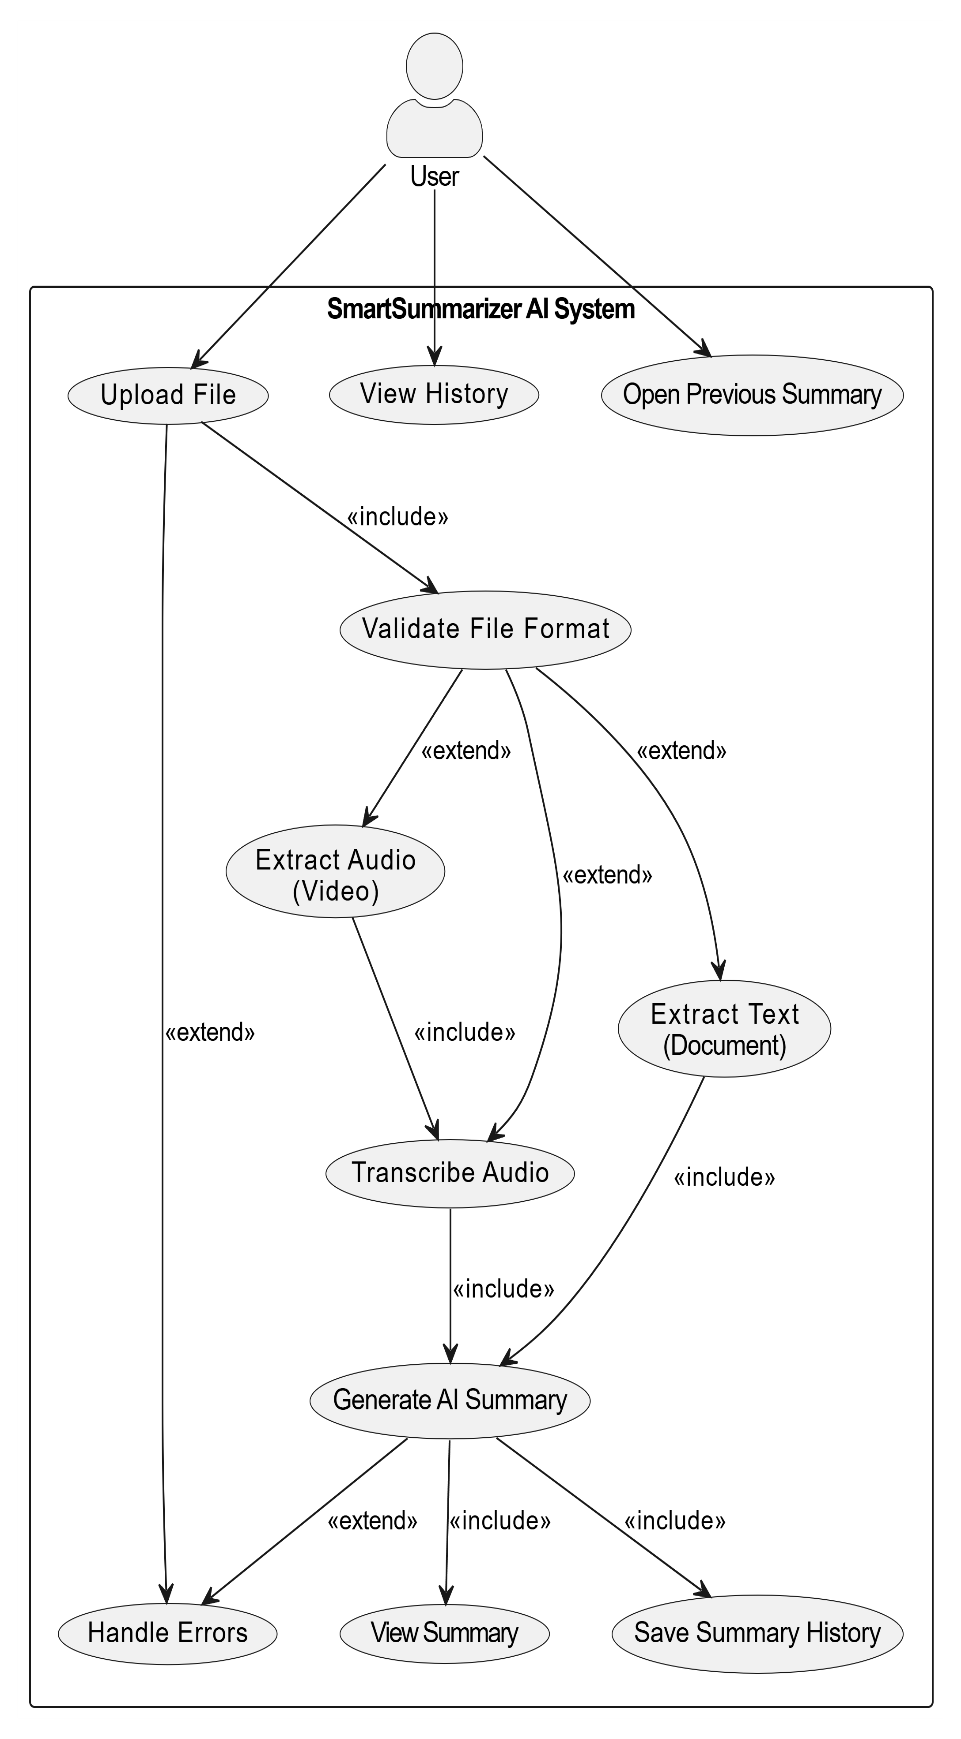 User
SmartSummarizer AI System
Upload File
View History
Open Previous Summary
«include»
Validate File Format
«extend»
«extend»
«extend»
Extract Audio
(Video)
Extract Text
(Document)
«extend»
«include»
Transcribe Audio
«include»
«include»
Generate AI Summary
«extend»
«include»
«include»
Handle Errors
View Summary
Save Summary History